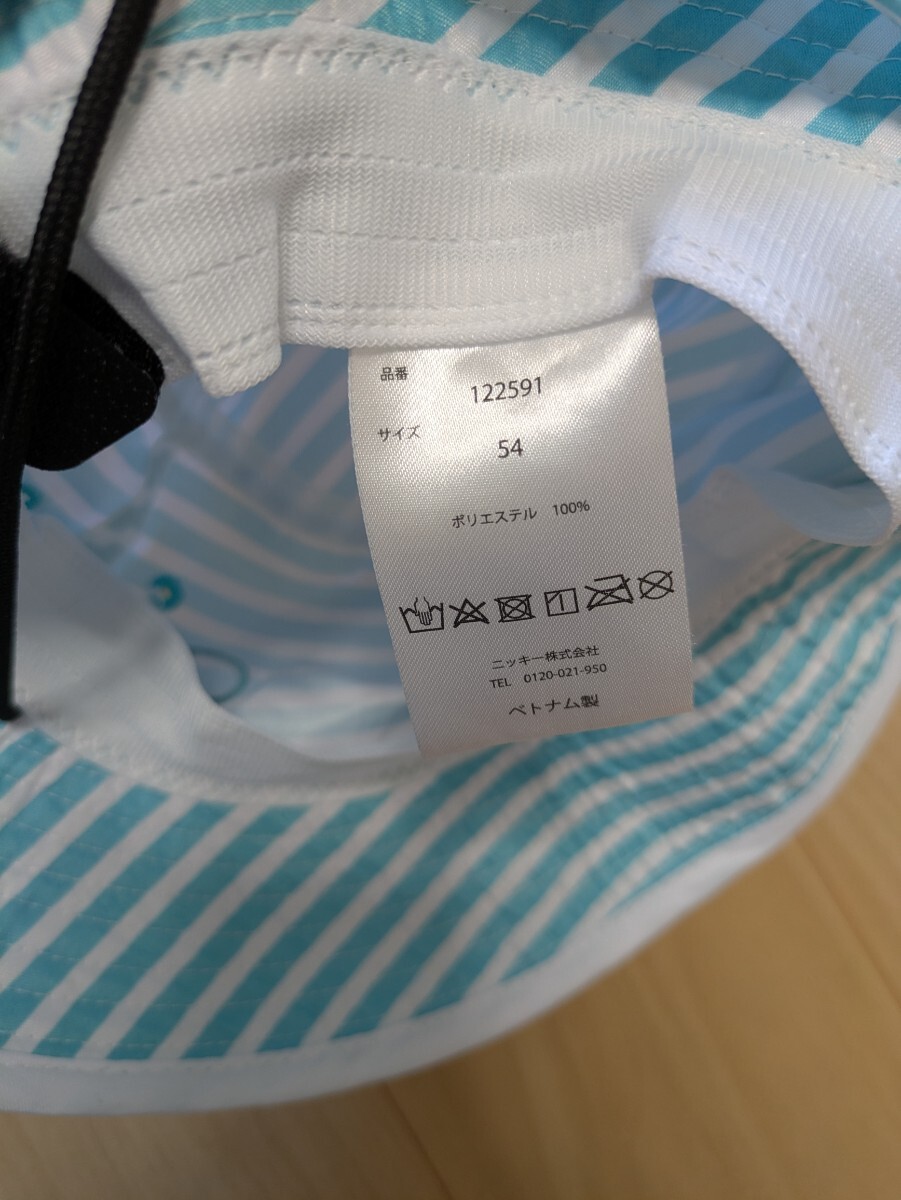 品番 122591
サイズ 54
ポリエステル 100%
ニッキー株式会社
TEL 0120-021-950
ベトナム製